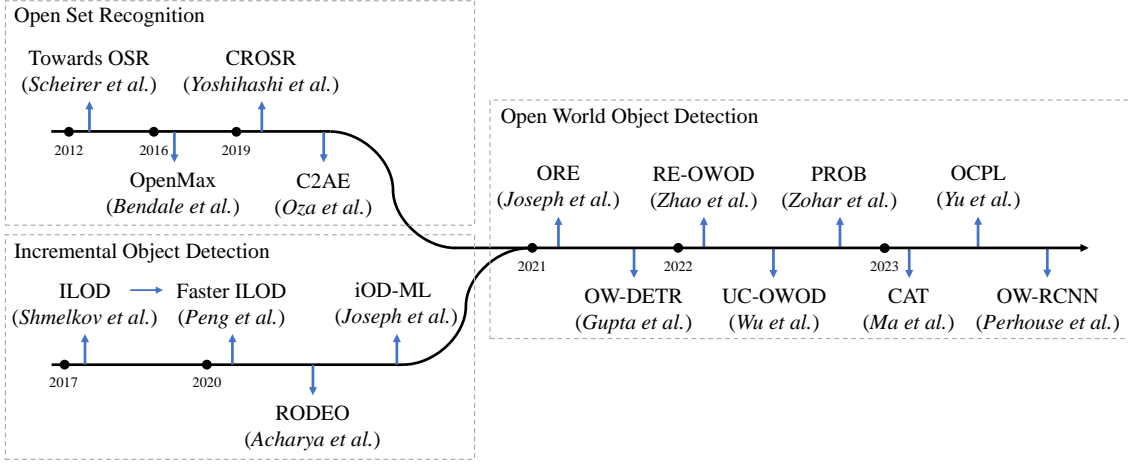 Open Set Recognition
Towards OSR
(Scheirer et al.)
CROSR
(Yoshihashi et al.)
2012
2016
2019
OpenMax
(Bendale et al.)
C2AE
(Oza et al.)
Incremental Object Detection
ILOD
(Shmelkov et al.)
Faster ILOD
(Peng et al.)
iOD-ML
(Joseph et al.)
2017
2020
RODEO
(Acharya et al.)
Open World Object Detection
ORE
(Joseph et al.)
RE-OWOD
(Zhao et al.)
PROB
(Zohar et al.)
OCPL
(Yu et al.)
2021
2022
2023
OW-DETR
(Gupta et al.)
UC-OWOD
(Wu et al.)
CAT
(Ma et al.)
OW-RCNN
(Perhouse et al.)